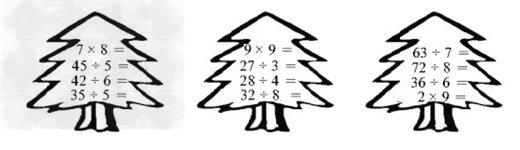 7 × 8 =
45 ÷ 5 =
42 ÷ 6 =
35 ÷ 5 =
9 × 9 =
27 ÷ 3 =
28 ÷ 4 =
32 ÷ 8 =
63 ÷ 7 =
72 ÷ 8 =
36 ÷ 6 =
2 × 9 =